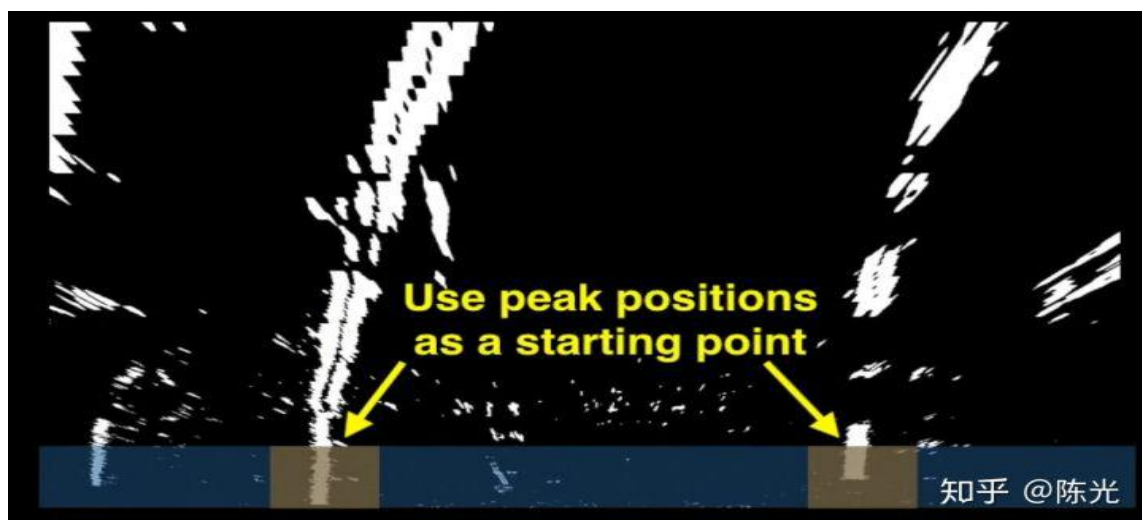 Use peak positions
as a starting point
知乎 @陈光